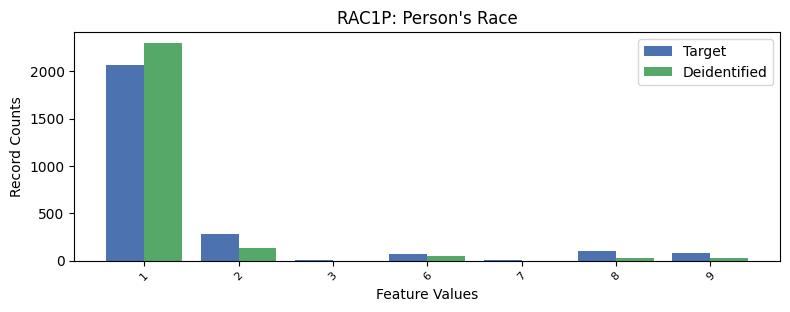 RAC1P: Person's Race
Target
Deidentified
Record Counts
2000
1500
1000
500
0
1 2 3 6 7 8 9
Feature Values